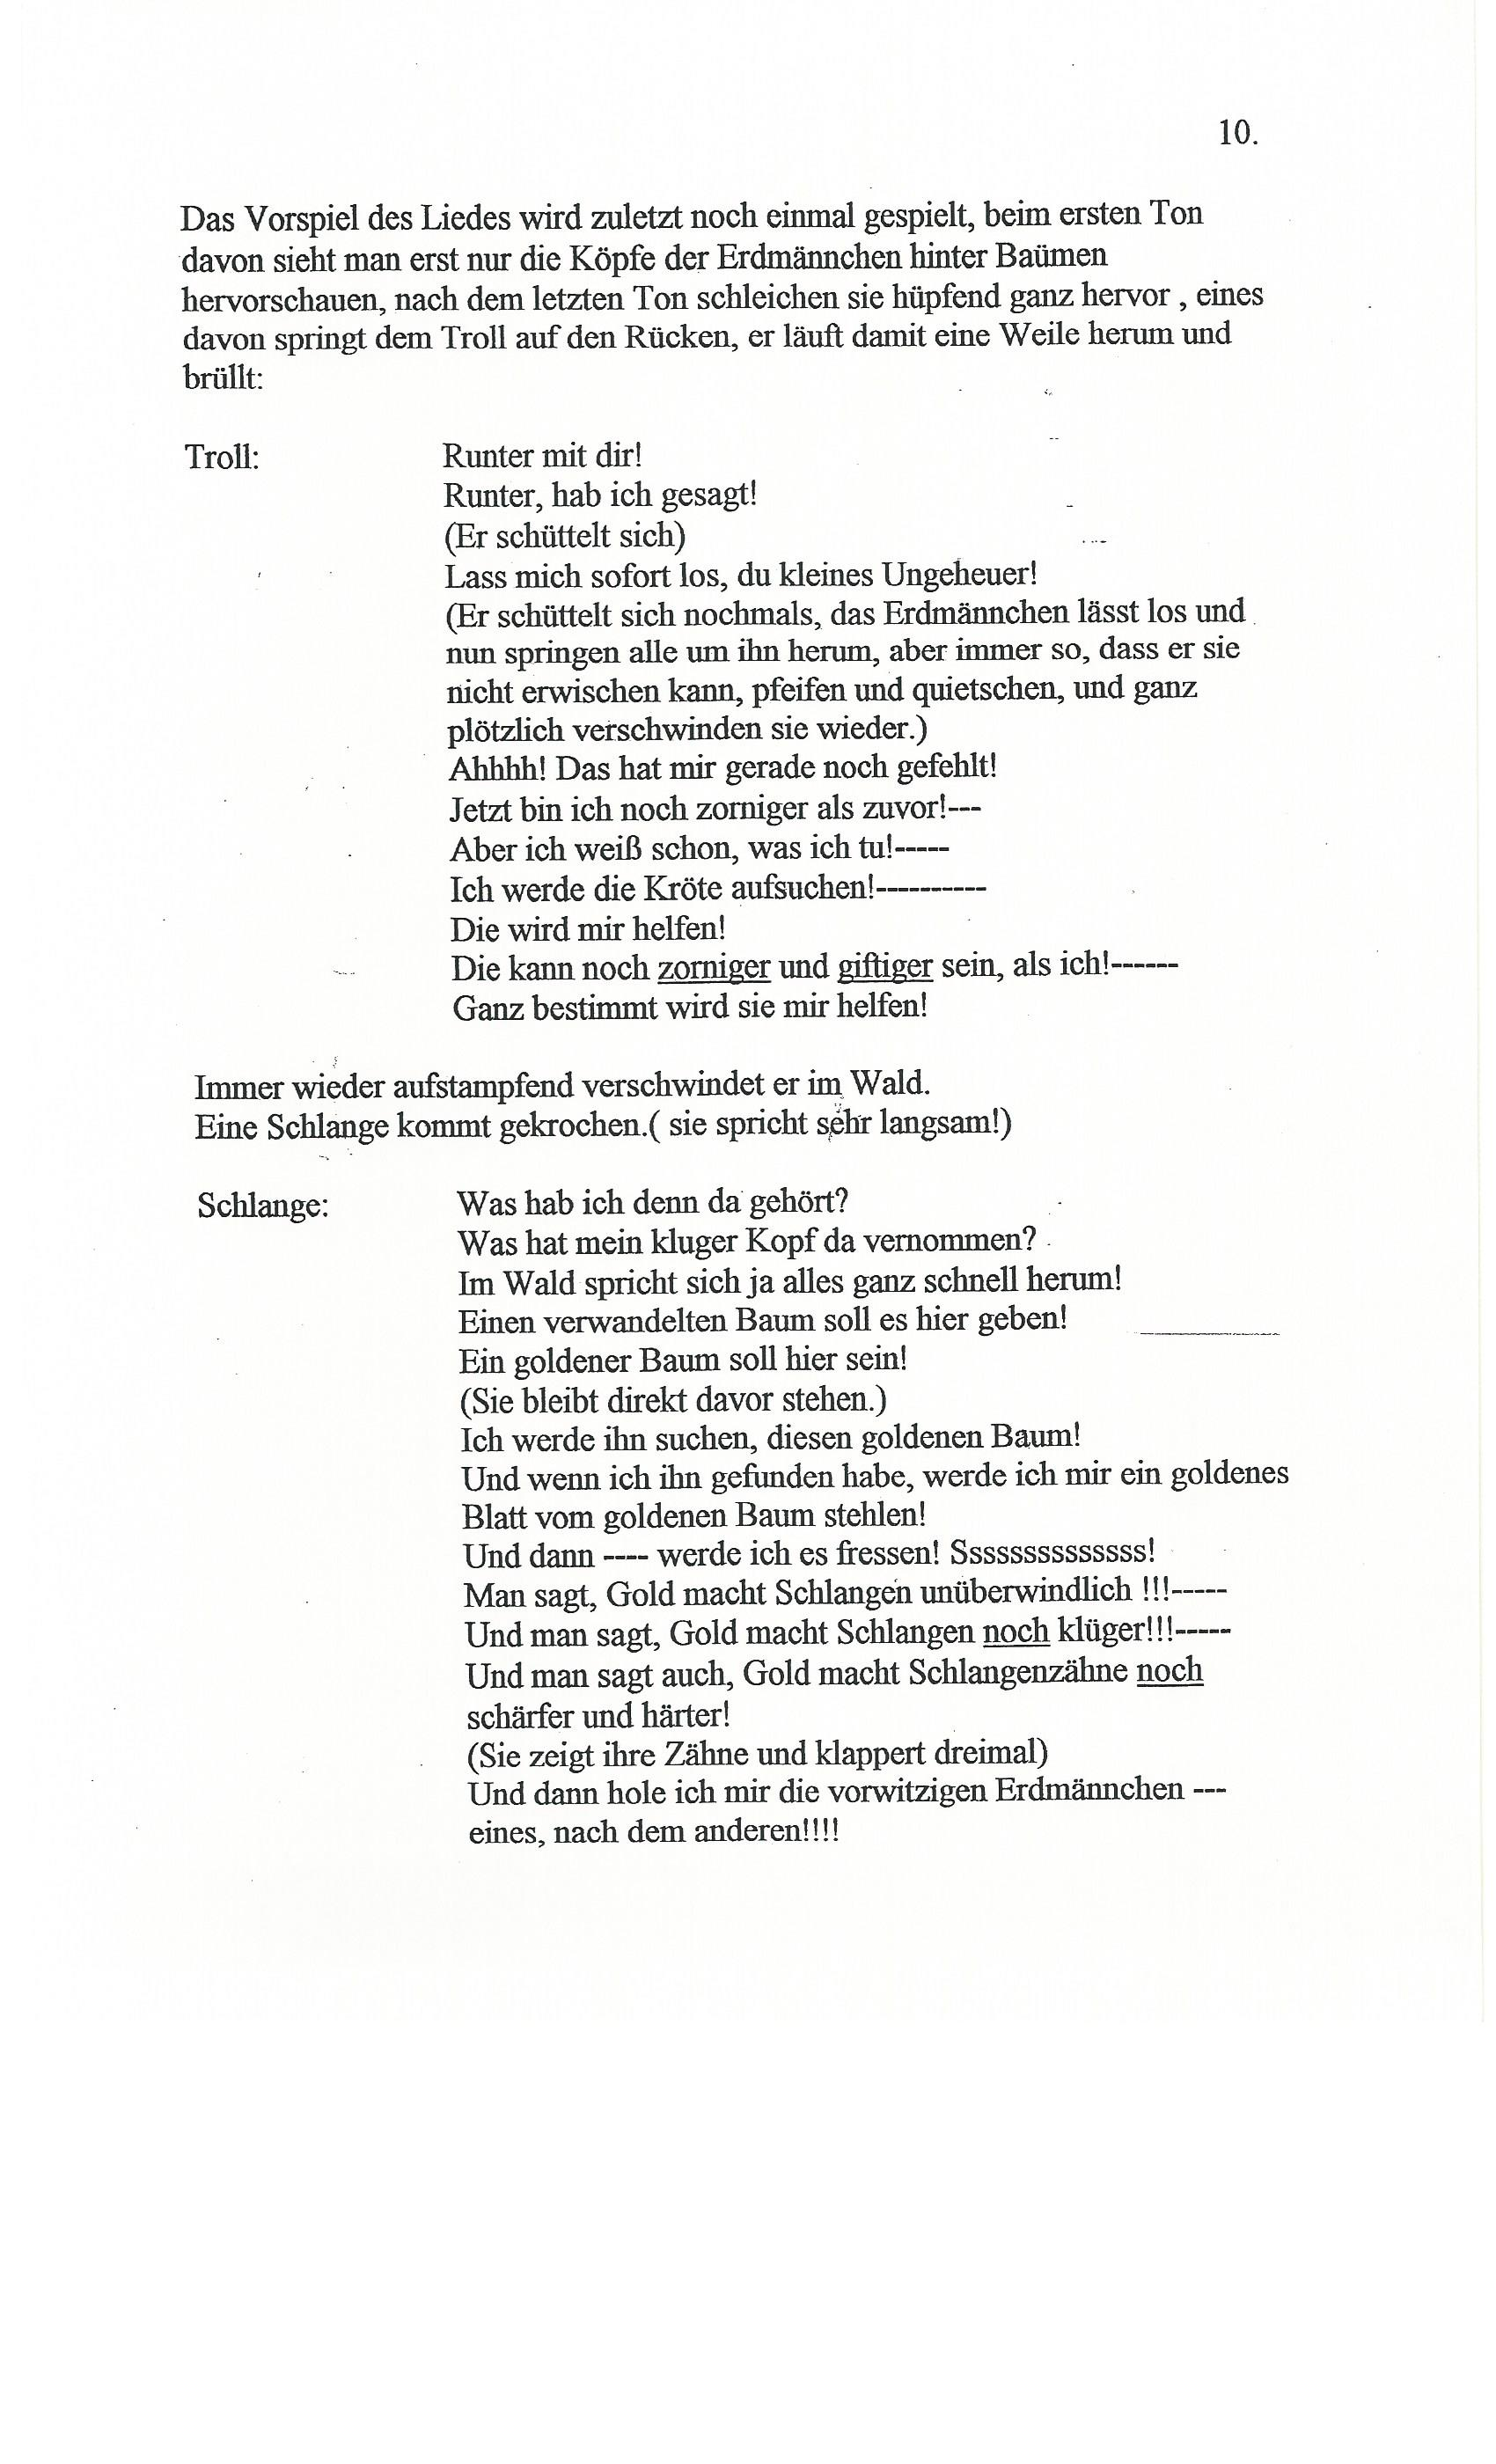 10.
Das Vorspiel des Liedes wird zuletzt noch einmal gespielt, beim ersten Ton
davon sieht man erst nur die Köpfe der Erdmännchen hinter Baümen
hervorschauen, nach dem letzten Ton schleichen sie hüpfend ganz hervor , eines
davon springt dem Troll auf den Rücken, er läuft damit eine Weile herum und
brüllt:
Troll: Runter mit dir!
Runter, hab ich gesagt!
(Er schüttelt sich)
Lass mich sofort los, du kleines Ungeheuer!
(Er schüttelt sich nochmals, das Erdmännchen lässt los und
nun springen alle um ihn herum, aber immer so, dass er sie
nicht erwischen kann, pfeifen und quietschen, und ganz
plötzlich verschwinden sie wieder.)
Ahhhh! Das hat mir gerade noch gefehlt!
Jetzt bin ich noch zorniger als zuvor!---
Aber ich weiß schon, was ich tu!-----
Ich werde die Kröte aufsuchen!----------
Die wird mir helfen!
Die kann noch zorniger und giftiger sein, als ich!------
Ganz bestimmt wird sie mir helfen!
Immer wieder aufstampfend verschwindet er im Wald.
Eine Schlange kommt gekrochen.( sie spricht sehr langsam!)
Schlange: Was hab ich denn da gehört?
Was hat mein kluger Kopf da vernommen?
Im Wald spricht sich ja alles ganz schnell herum!
Einen verwandelten Baum soll es hier geben!
Ein goldener Baum soll hier sein!
(Sie bleibt direkt davor stehen.)
Ich werde ihn suchen, diesen goldenen Baum!
Und wenn ich ihn gefunden habe, werde ich mir ein goldenes
Blatt vom goldenen Baum stehlen!
Und dann ---- werde ich es fressen! Ssssssssssssss!
Man sagt, Gold macht Schlangen unüberwindlich !!!-----
Und man sagt, Gold macht Schlangen noch klüger!!!-----
Und man sagt auch, Gold macht Schlangenzähne noch
schärfer und härter!
(Sie zeigt ihre Zähne und klappert dreimal)
Und dann hole ich mir die vorwitzigen Erdmännchen ---
eines, nach dem anderen!!!!